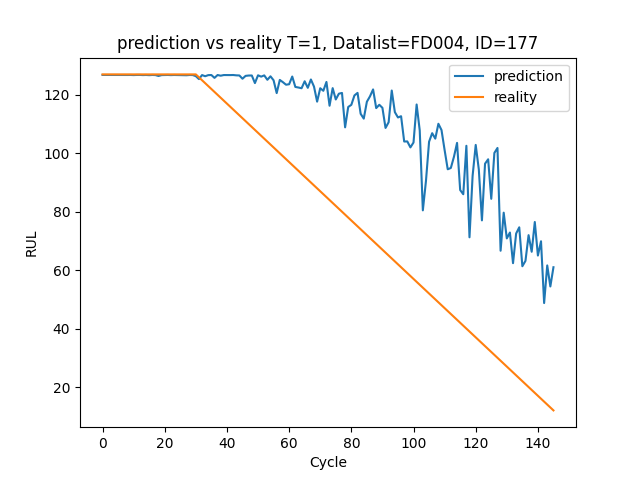 prediction vs reality T=1, Datalist=FD004, ID=177
prediction
reality
RUL
120
100
80
60
40
20
0 20 40 60 80 100 120 140
Cycle